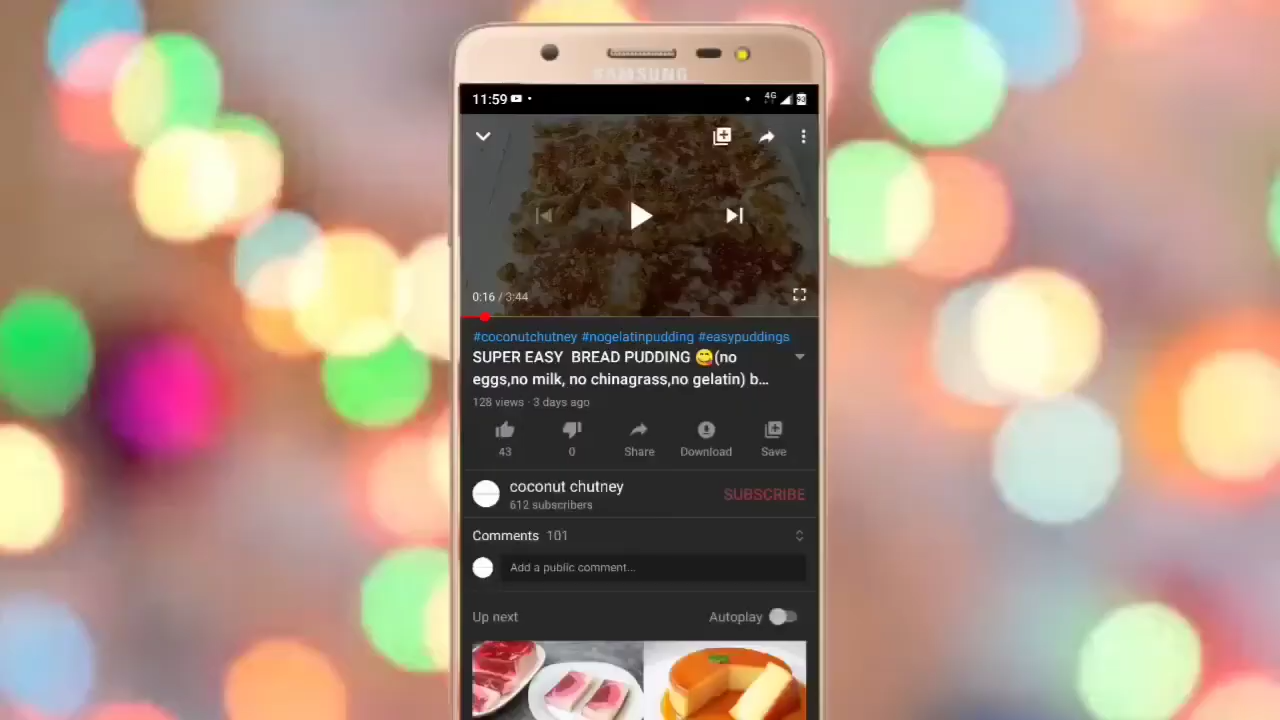 SAMSUNG
11:59
4G
93
0:16 / 3:44
#coconutchutney #nogelatinpudding #easypuddings
SUPER EASY BREAD PUDDING 😋(no
eggs,no milk, no chinagrass,no gelatin) b...
128 views · 3 days ago
43
0
Share
Download
Save
coconut chutney
612 subscribers
SUBSCRIBE
Comments 101
Add a public comment...
Up next
Autoplay